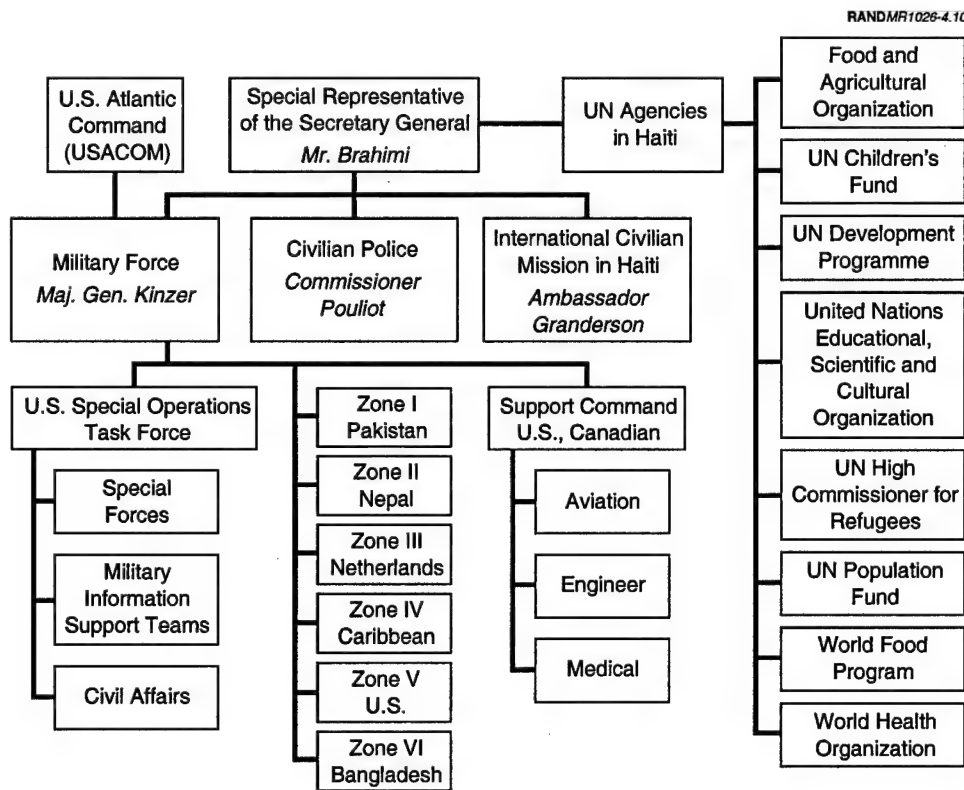 RANDMR1026-4.10
U.S. Atlantic
Command
(USACOM)
Special Representative
of the Secretary General
Mr. Brahimi
UN Agencies
in Haiti
Food and
Agricultural
Organization
UN Children's
Fund
UN Development
Programme
United Nations
Educational,
Scientific and
Cultural
Organization
UN High
Commissioner for
Refugees
UN Population
Fund
World Food
Program
World Health
Organization
Military Force
Maj. Gen. Kinzer
Civilian Police
Commissioner
Pouliot
International Civilian
Mission in Haiti
Ambassador
Granderson
U.S. Special Operations
Task Force
Special
Forces
Military
Information
Support Teams
Civil Affairs
Zone I
Pakistan
Zone II
Nepal
Zone III
Netherlands
Zone IV
Caribbean
Zone V
U.S.
Zone VI
Bangladesh
Support Command
U.S., Canadian
Aviation
Engineer
Medical